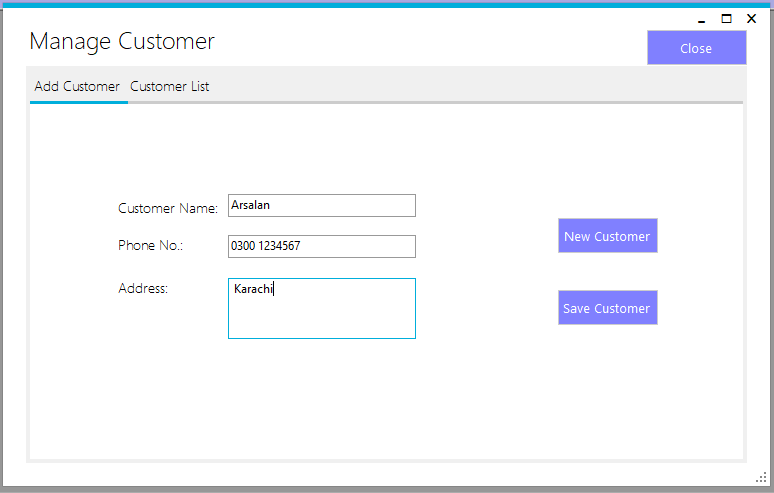 Manage Customer
Close
Add Customer Customer List
Customer Name: Arsalan
Phone No.: 0300 1234567
Address: Karachi
New Customer
Save Customer